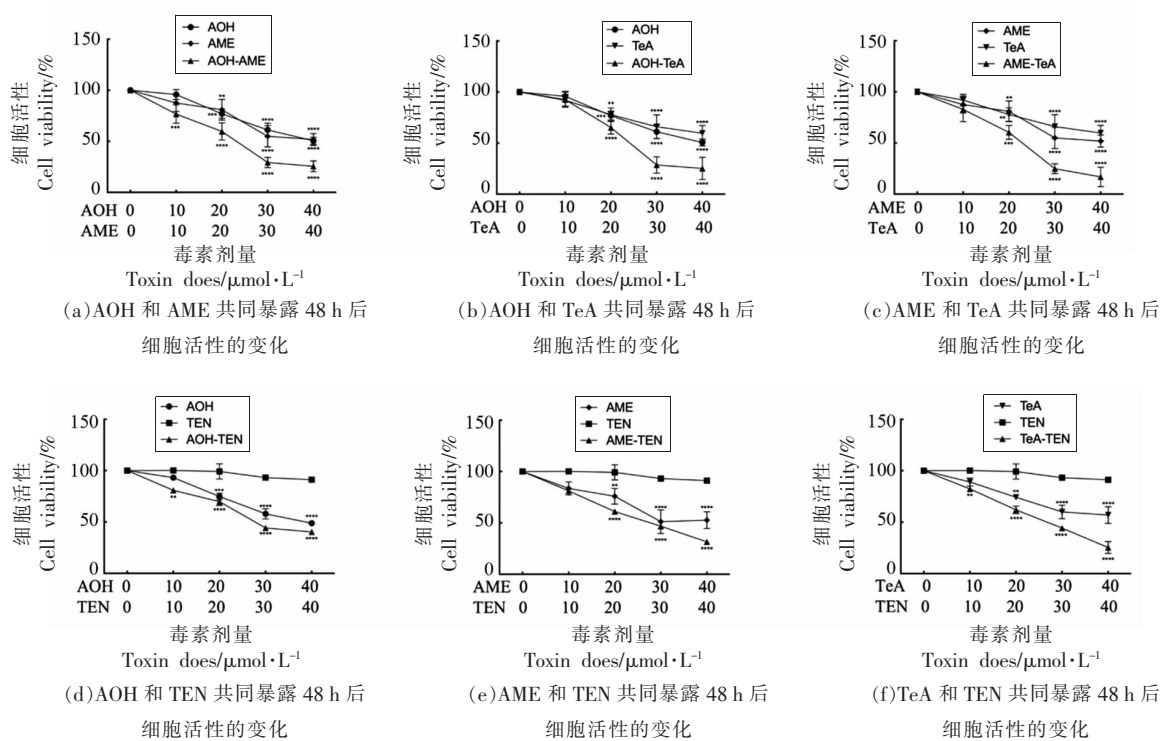 AOH
AME
AOH-AME
细胞活性
Cell viability/%
150
100
50
0
AOH 0 10 20 30 40
AME 0 10 20 30 40
毒素剂量
Toxin does/μmol·L⁻¹
(a)AOH 和 AME 共同暴露 48 h 后
细胞活性的变化
AOH
TeA
AOH-TeA
细胞活性
Cell viability/%
150
100
50
0
AOH 0 10 20 30 40
TeA 0 10 20 30 40
毒素剂量
Toxin does/μmol·L⁻¹
(b)AOH 和 TeA 共同暴露 48 h 后
细胞活性的变化
AME
TeA
AME-TeA
细胞活性
Cell viability/%
150
100
50
0
AME 0 10 20 30 40
TeA 0 10 20 30 40
毒素剂量
Toxin does/μmol·L⁻¹
(c)AME 和 TeA 共同暴露 48 h 后
细胞活性的变化
AOH
TEN
AOH-TEN
细胞活性
Cell viability/%
150
100
50
0
AOH 0 10 20 30 40
TEN 0 10 20 30 40
毒素剂量
Toxin does/μmol·L⁻¹
(d)AOH 和 TEN 共同暴露 48 h 后
细胞活性的变化
AME
TEN
AME-TEN
细胞活性
Cell viability/%
150
100
50
0
AME 0 10 20 30 40
TEN 0 10 20 30 40
毒素剂量
Toxin does/μmol·L⁻¹
(e)AME 和 TEN 共同暴露 48 h 后
细胞活性的变化
TeA
TEN
TeA-TEN
细胞活性
Cell viability/%
150
100
50
0
TeA 0 10 20 30 40
TEN 0 10 20 30 40
毒素剂量
Toxin does/μmol·L⁻¹
(f)TeA 和 TEN 共同暴露 48 h 后
细胞活性的变化